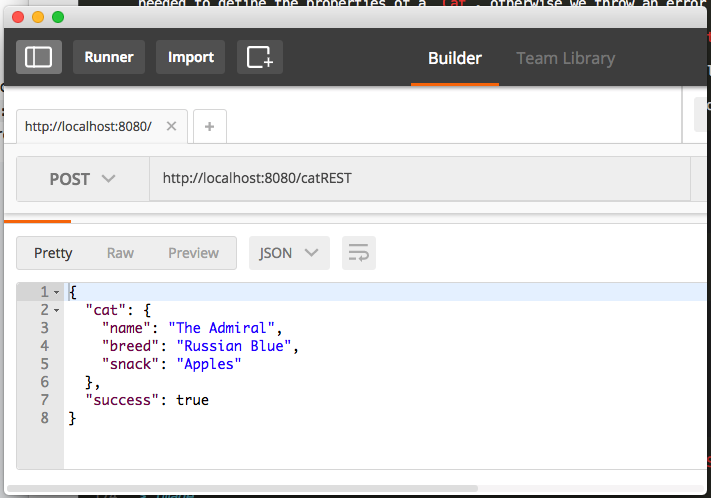 needed to define the properties of a `Cat`, otherwise we throw an error
Runner
Import
Builder
Team Library
http://localhost:8080/ ×
+
POST
http://localhost:8080/catREST
Pretty
Raw
Preview
JSON
1 {
2 "cat": {
3 "name": "The Admiral",
4 "breed": "Russian Blue",
5 "snack": "Apples"
6 },
7 "success": true
8 }